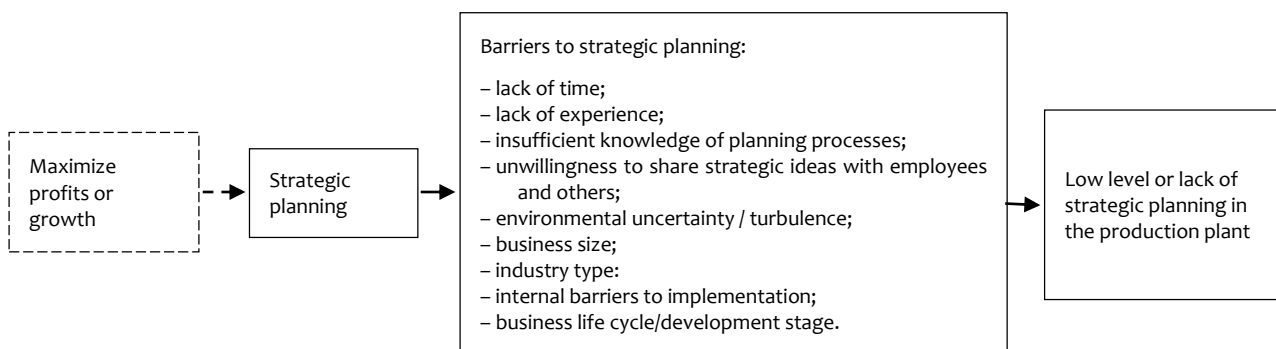 Maximize
profits or
growth
Strategic
planning
Barriers to strategic planning:
– lack of time;
– lack of experience;
– insufficient knowledge of planning processes;
– unwillingness to share strategic ideas with employees
and others;
– environmental uncertainty / turbulence;
– business size;
– industry type:
– internal barriers to implementation;
– business life cycle/development stage.
Low level or lack of
strategic planning in
the production plant